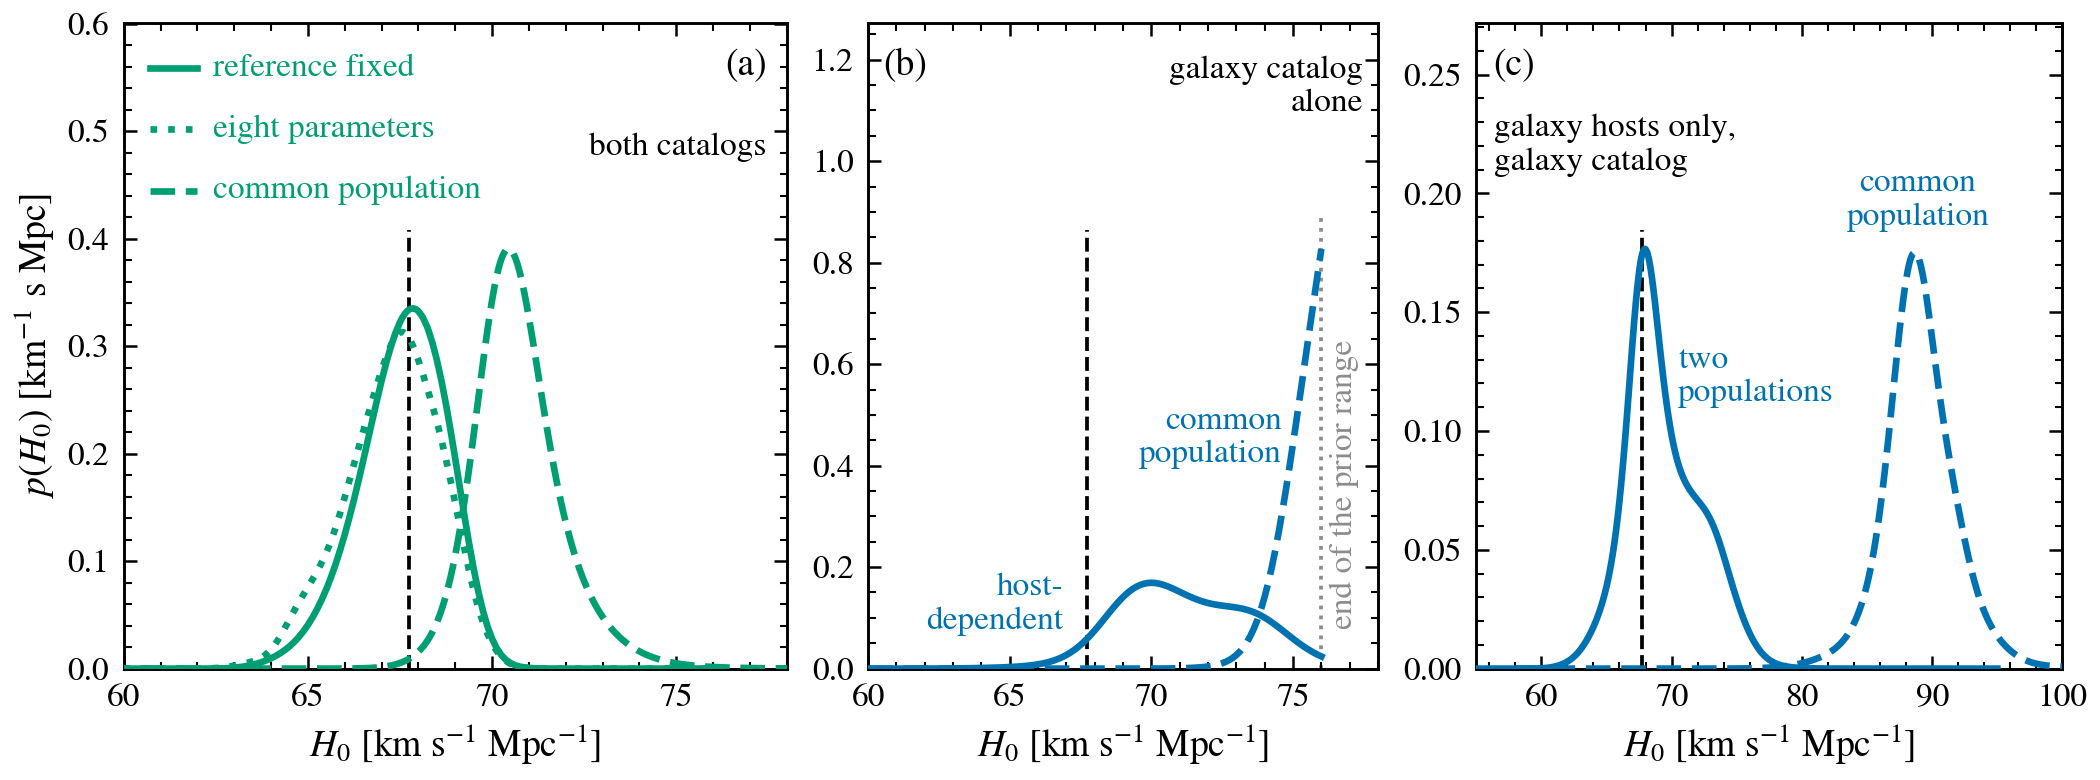 (a)
reference fixed
eight parameters
common population
both catalogs
0.6
0.5
0.4
0.3
0.2
0.1
0.0
60
65
70
75
p(H₀) [km⁻¹ s Mpc]
H₀ [km s⁻¹ Mpc⁻¹]
(b)
galaxy catalog
alone
common
population
host-
dependent
end of the prior range
1.2
1.0
0.8
0.6
0.4
0.2
0.0
60
65
70
75
H₀ [km s⁻¹ Mpc⁻¹]
(c)
galaxy hosts only,
galaxy catalog
common
population
two
populations
0.25
0.20
0.15
0.10
0.05
0.00
60
70
80
90
100
H₀ [km s⁻¹ Mpc⁻¹]